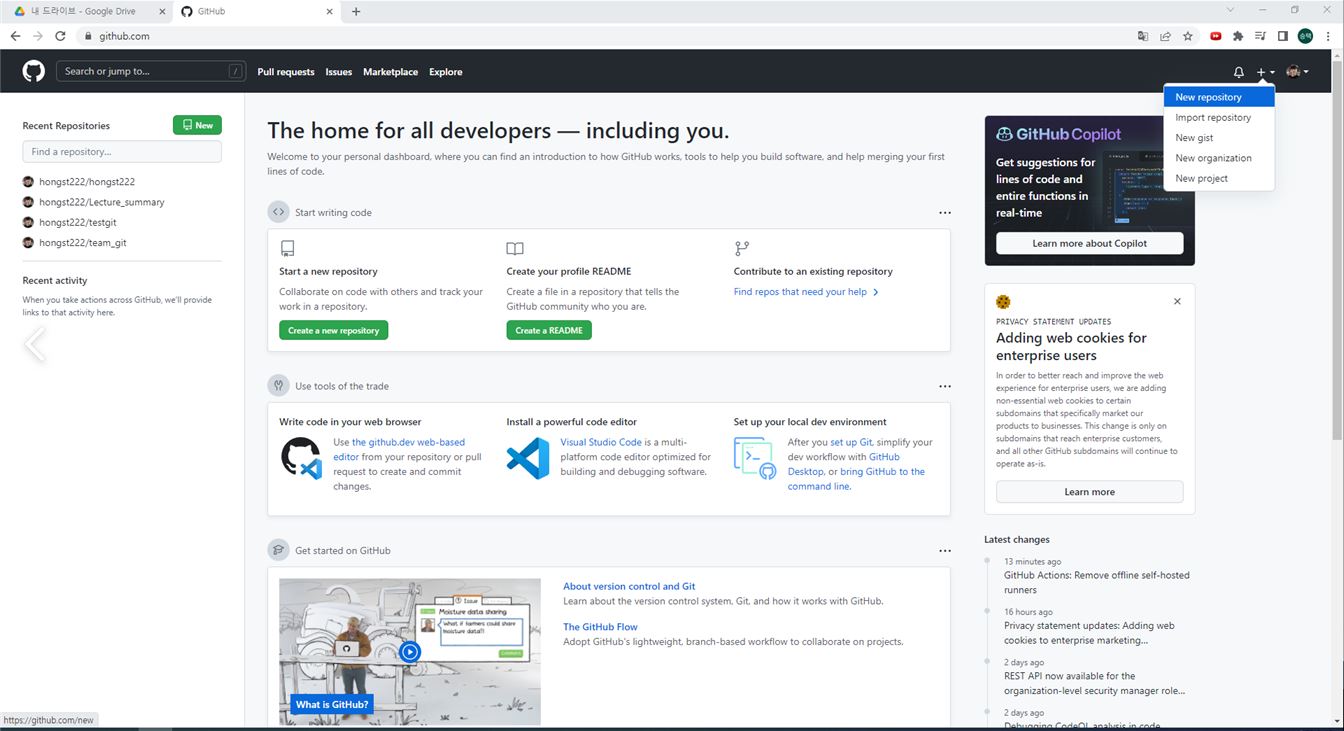 내 드라이브 - Google Drive
GitHub
github.com
Search or jump to...
/
Pull requests
Issues
Marketplace
Explore
New repository
Import repository
New gist
New organization
New project
Recent Repositories
New
Find a repository...
hongst222/hongst222
hongst222/Lecture_summary
hongst222/testgit
hongst222/team_git
Recent activity
When you take actions across GitHub, we'll provide
links to that activity here.
The home for all developers — including you.
Welcome to your personal dashboard, where you can find an introduction to how GitHub works, tools to help you build software, and help merging your first
lines of code.
Start writing code
Start a new repository
Collaborate on code with others and track your
work in a repository.
Create a new repository
Create your profile README
Create a file in a repository that tells the
GitHub community who you are.
Create a README
Contribute to an existing repository
Find repos that need your help
Use tools of the trade
Write code in your web browser
Use the github.dev web-based
editor from your repository or pull
request to create and commit
changes.
Install a powerful code editor
Visual Studio Code is a multi-
platform code editor optimized for
building and debugging software.
Set up your local dev environment
After you set up Git, simplify your
dev workflow with GitHub
Desktop, or bring GitHub to the
command line.
Get started on GitHub
Issue
Moisture data sharing
What if farmers could share
moisture data?!
What is GitHub?
About version control and Git
Learn about the version control system, Git, and how it works with GitHub.
The GitHub Flow
Adopt GitHub's lightweight, branch-based workflow to collaborate on projects.
GitHub Copilot
Get suggestions for
lines of code and
entire functions in
real-time
Learn more about Copilot
PRIVACY STATEMENT UPDATES
Adding web cookies for
enterprise users
In order to better reach and improve the web
experience for enterprise users, we are adding
non-essential web cookies to certain
subdomains that specifically market our
products to businesses. This change is only on
subdomains that reach enterprise customers,
and all other GitHub subdomains will continue to
operate as-is.
Learn more
Latest changes
13 minutes ago
GitHub Actions: Remove offline self-hosted
runners
16 hours ago
Privacy statement updates: Adding web
cookies to enterprise marketing...
2 days ago
REST API now available for the
organization-level security manager role...
2 days ago
Debugging CodeQL analysis in code
https://github.com/new